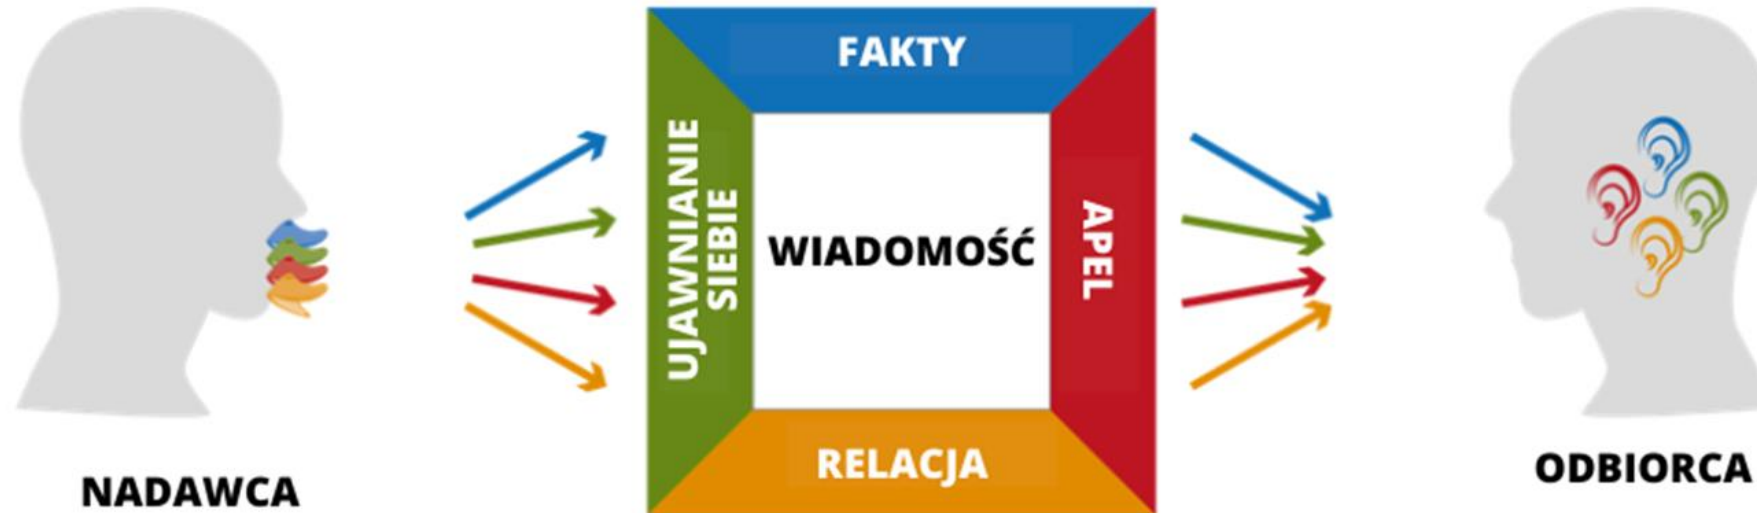 FAKTY
UJAWNIANIE
SIEBIE
WIADOMOŚĆ
APEL
RELACJA
NADAWCA
ODBIORCA